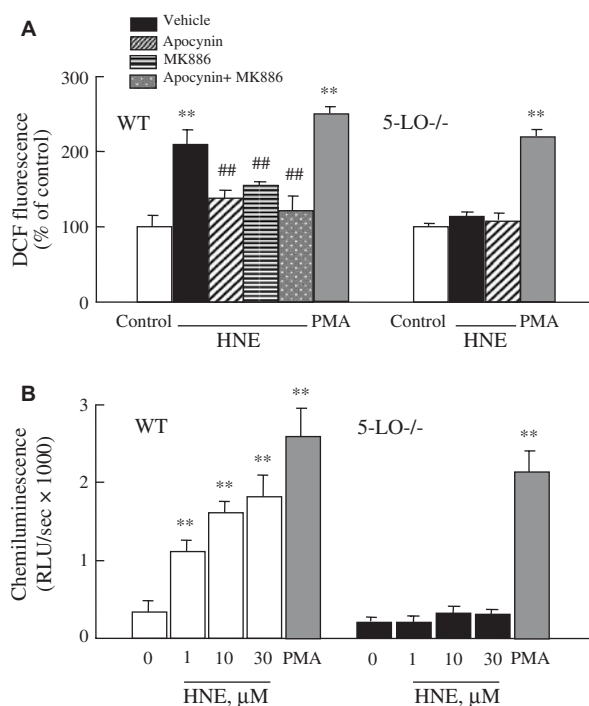 A
Vehicle
Apocynin
MK886
Apocynin+ MK886
DCF fluorescence
(% of control)
300
200
100
0
WT
**
##
##
##
**
5-LO-/-
**
Control
HNE
PMA
Control
HNE
PMA
B
Chemiluminescence
(RLU/sec × 1000)
3
2
1
0
WT
**
**
**
**
5-LO-/-
**
0 1 10 30 PMA
HNE, µM
0 1 10 30 PMA
HNE, µM